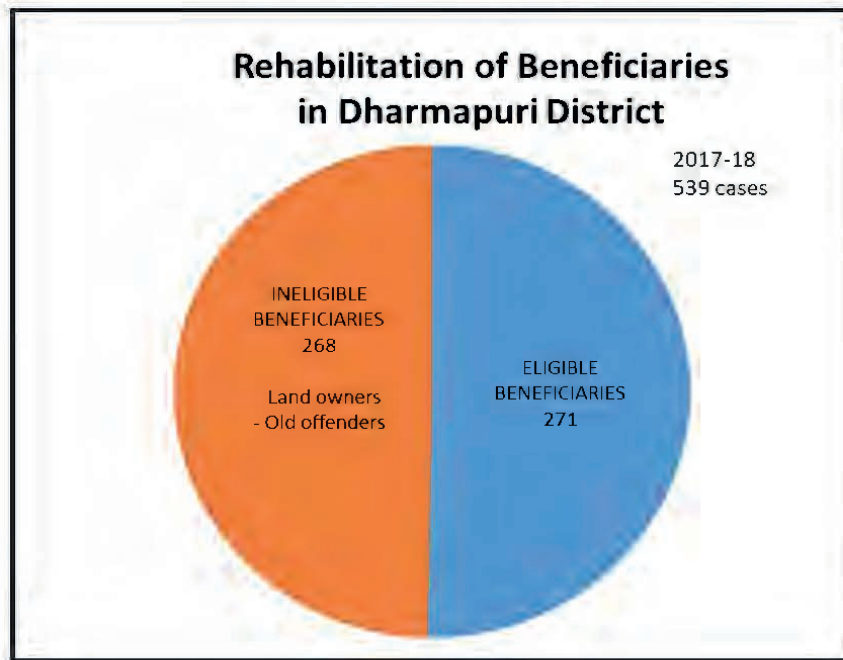 Rehabilitation of Beneficiaries
in Dharmapuri District
2017-18
539 cases
INELIGIBLE
BENEFICIARIES
268
Land owners
- Old offenders
ELIGIBLE
BENEFICIARIES
271